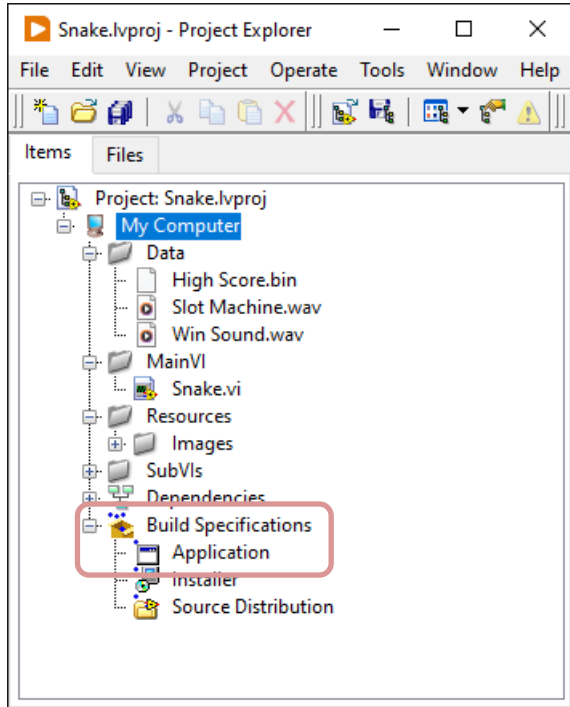 Snake.lvproj - Project Explorer
File Edit View Project Operate Tools Window Help
Items Files
Project: Snake.lvproj
My Computer
Data
High Score.bin
Slot Machine.wav
Win Sound.wav
MainVI
Snake.vi
Resources
Images
SubVIs
Dependencies
Build Specifications
Application
Installer
Source Distribution